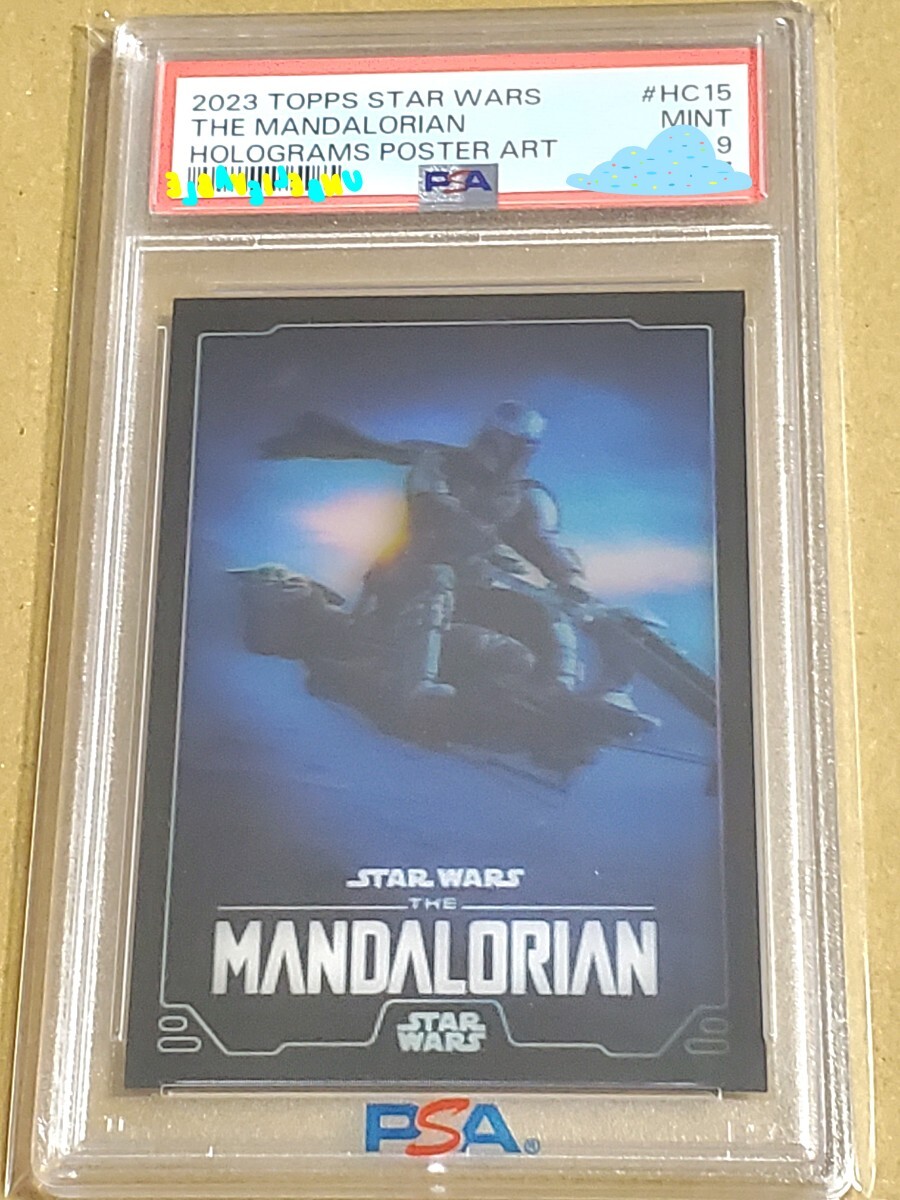 2023 TOPPS STAR WARS #HC15
THE MANDALORIAN MINT
HOLOGRAMS POSTER ART 9
PSA
STAR WARS
THE
MANDALORIAN
STAR
WARS
PSA®